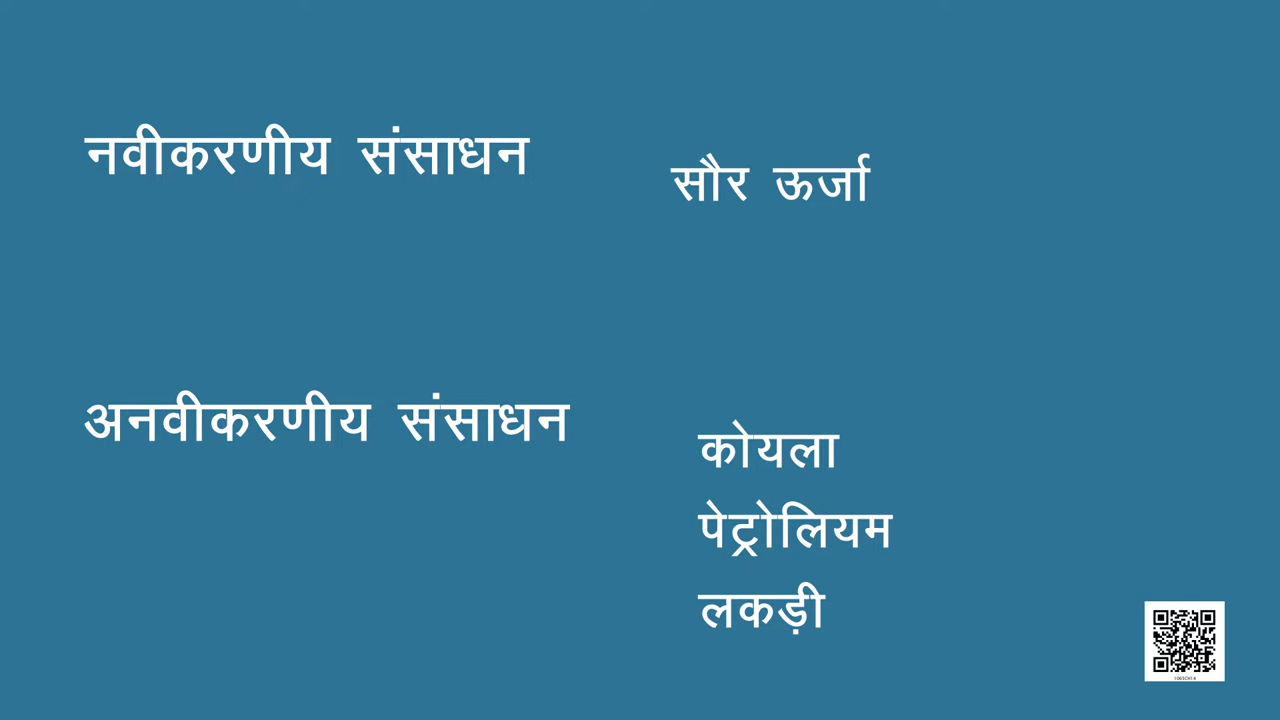 नवीकरणीय संसाधन
सौर ऊर्जा
अनवीकरणीय संसाधन
कोयला
पेट्रोलियम
लकड़ी